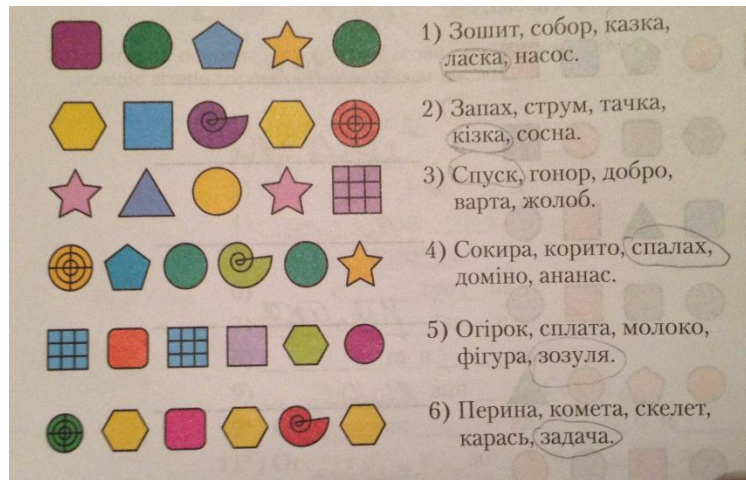 1) Зошит, собор, казка,
ласка, насос.
2) Запах, струм, тачка,
кізка, сосна.
3) Спуск, гонор, добро,
варта, жолоб.
4) Сокира, корито, спалах,
доміно, ананас.
5) Огірок, сплата, молоко,
фігура, зозуля.
6) Перина, комета, скелет,
карась, задача.